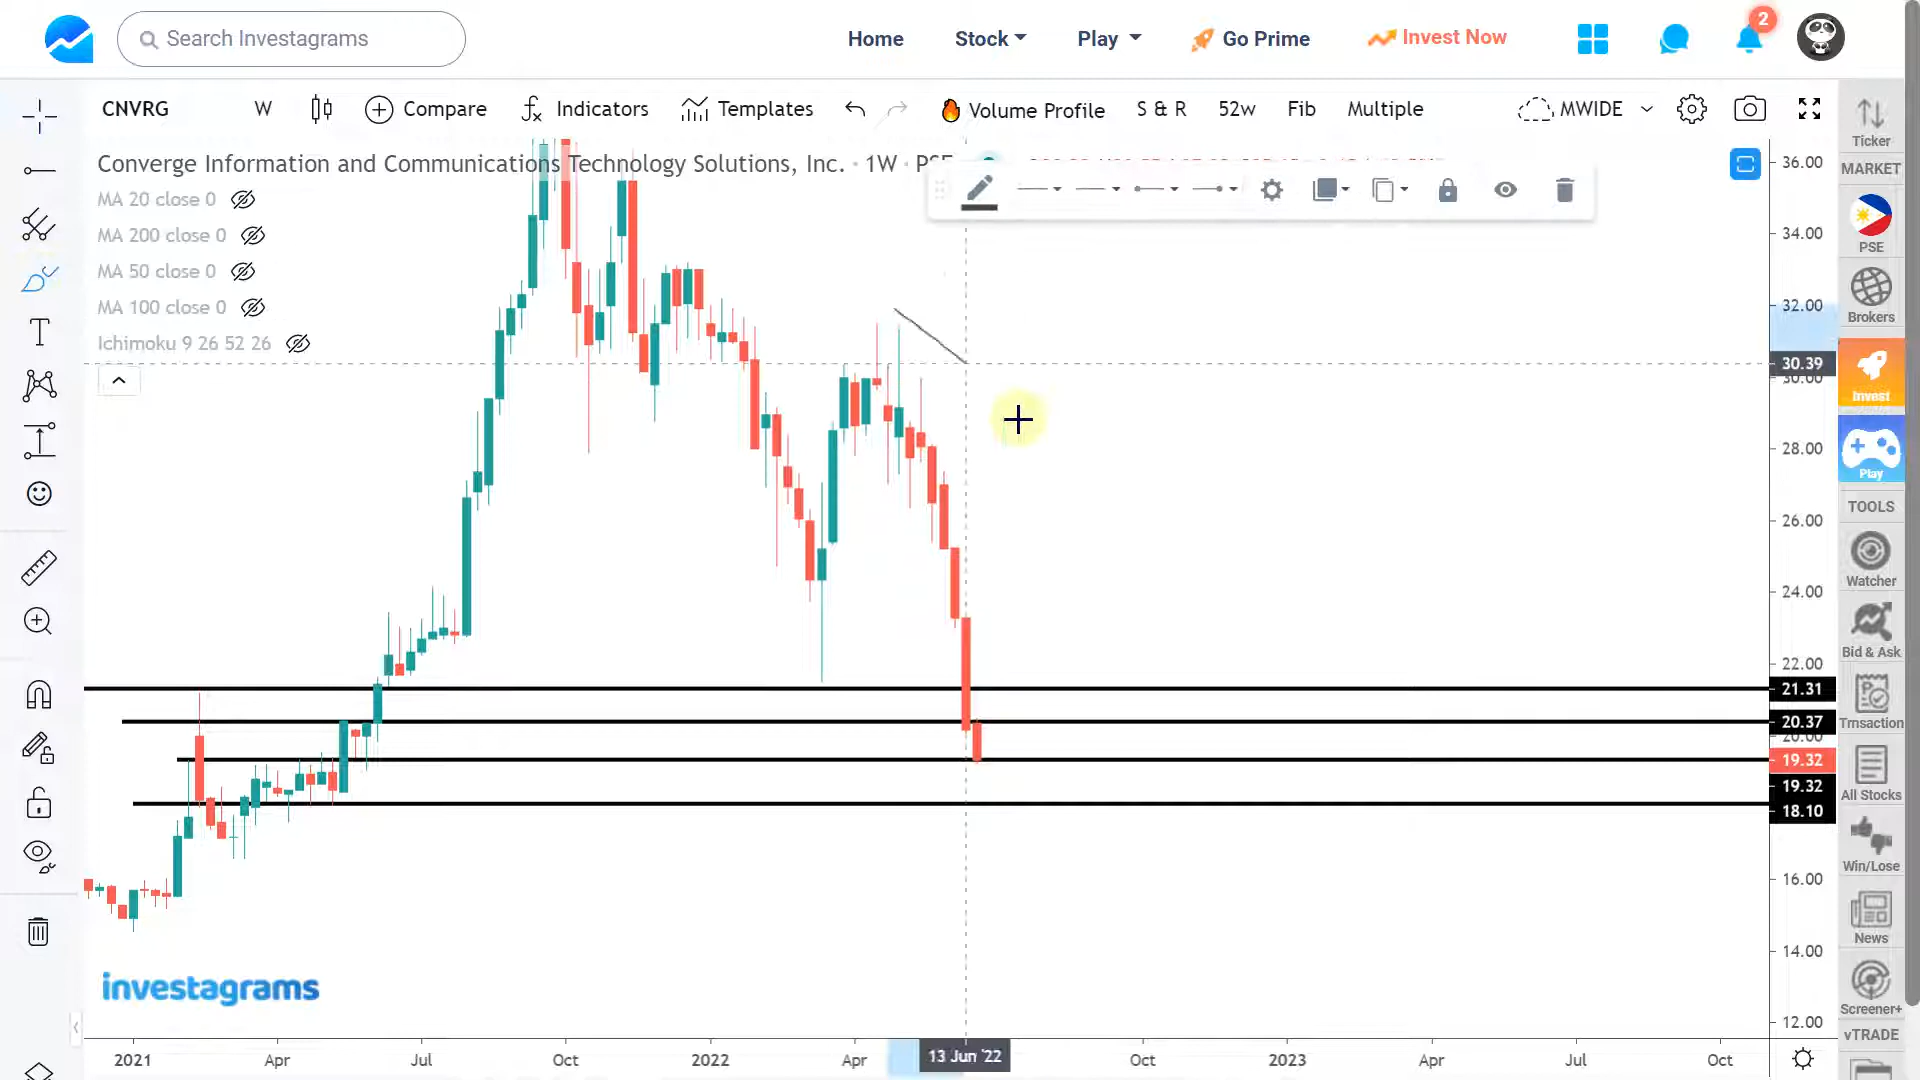 Search Investagrams
Home
Stock
Play
Go Prime
Invest Now
2
CNVRG
W
Compare
Indicators
Templates
Volume Profile
S & R
52w
Fib
Multiple
MWIDE
Converge Information and Communications Technology Solutions, Inc. · 1W · PSE
MA 20 close 0
MA 200 close 0
MA 50 close 0
MA 100 close 0
Ichimoku 9 26 52 26
36.00
34.00
32.00
30.39
30.00
28.00
26.00
24.00
22.00
21.31
20.37
20.00
19.32
19.32
18.10
16.00
14.00
12.00
Ticker
MARKET
PSE
Brokers
Invest
Play
TOOLS
Watcher
Bid & Ask
Trnsaction
All Stocks
Win/Lose
News
Screener+
vTRADE
investagrams
2021
Apr
Jul
Oct
2022
Apr
13 Jun '22
Oct
2023
Apr
Jul
Oct